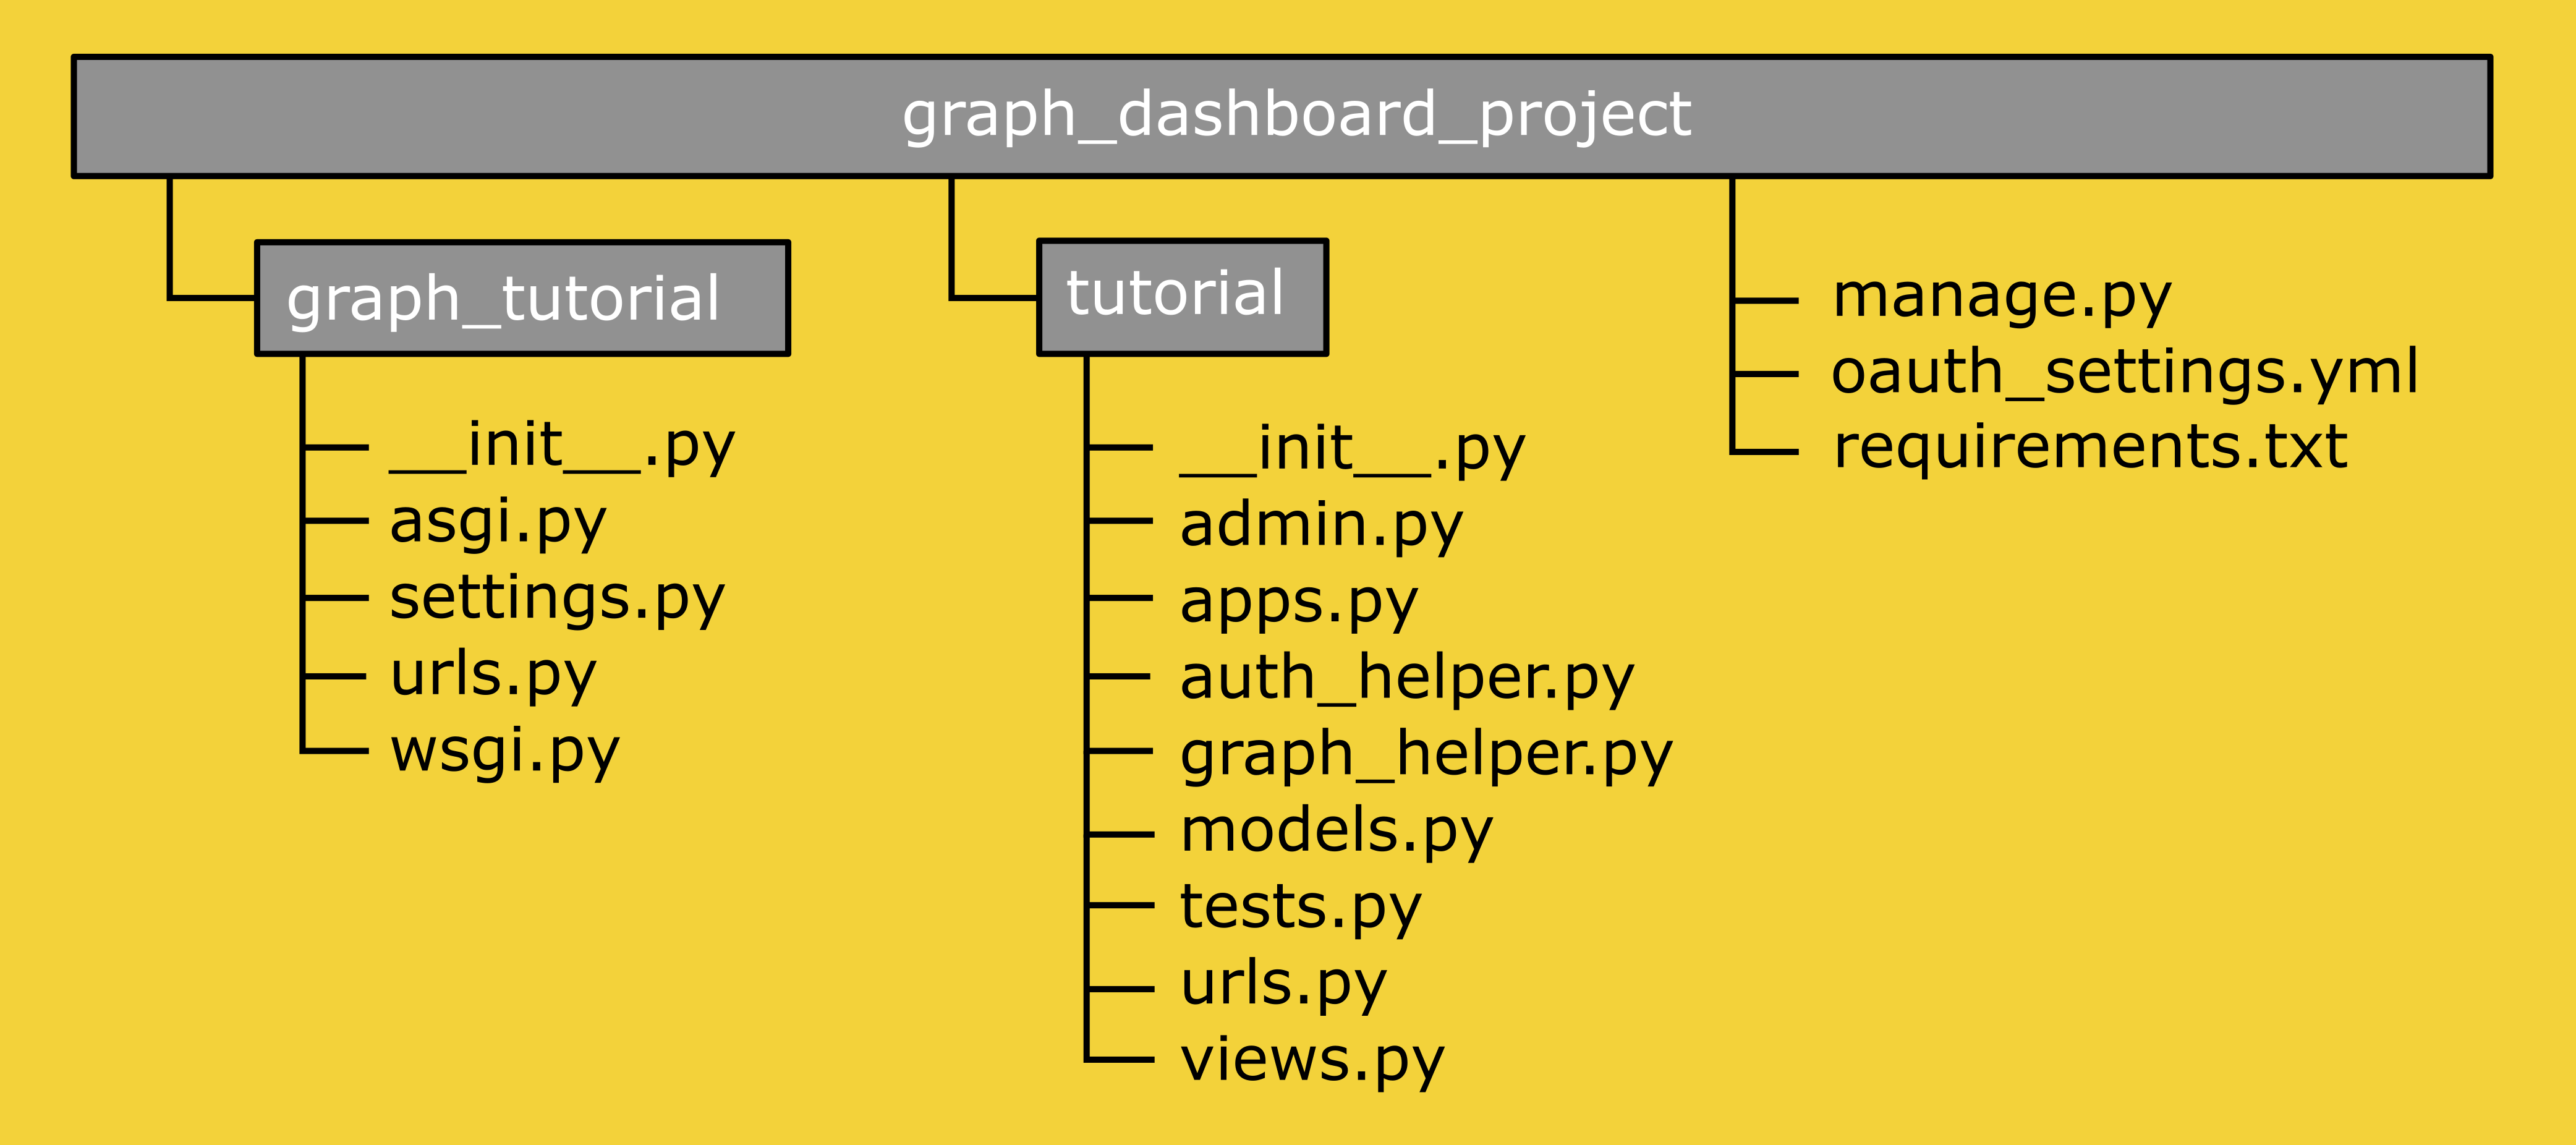 graph_dashboard_project
graph_tutorial
__init__.py
asgi.py
settings.py
urls.py
wsgi.py
tutorial
__init__.py
admin.py
apps.py
auth_helper.py
graph_helper.py
models.py
tests.py
urls.py
views.py
manage.py
oauth_settings.yml
requirements.txt